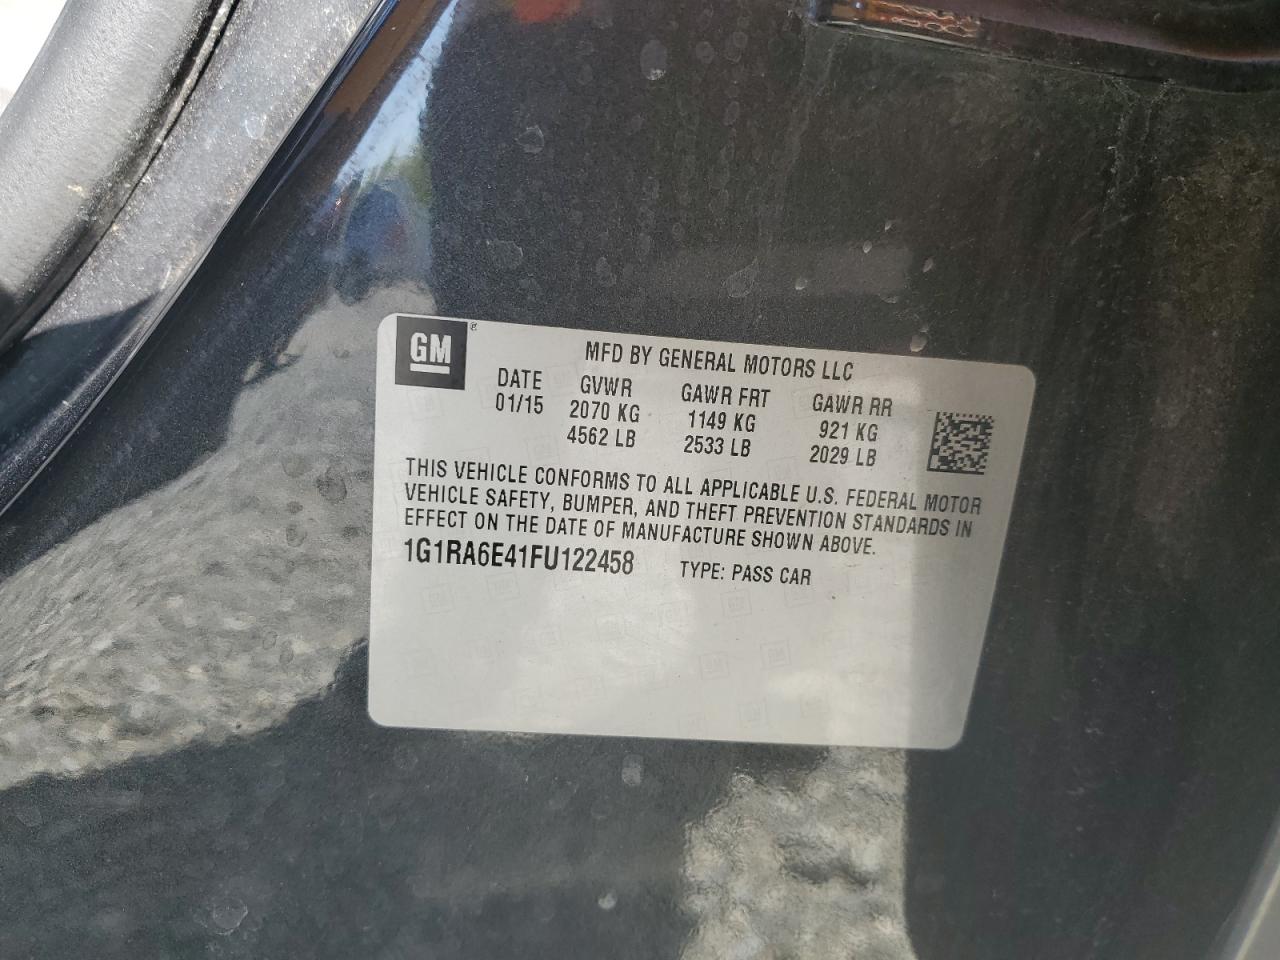 GM®
MFD BY GENERAL MOTORS LLC
DATE GVWR GAWR FRT GAWR RR
01/15 2070 KG 1149 KG 921 KG
4562 LB 2533 LB 2029 LB
THIS VEHICLE CONFORMS TO ALL APPLICABLE U.S. FEDERAL MOTOR
VEHICLE SAFETY, BUMPER, AND THEFT PREVENTION STANDARDS IN
EFFECT ON THE DATE OF MANUFACTURE SHOWN ABOVE.
1G1RA6E41FU122458 TYPE: PASS CAR